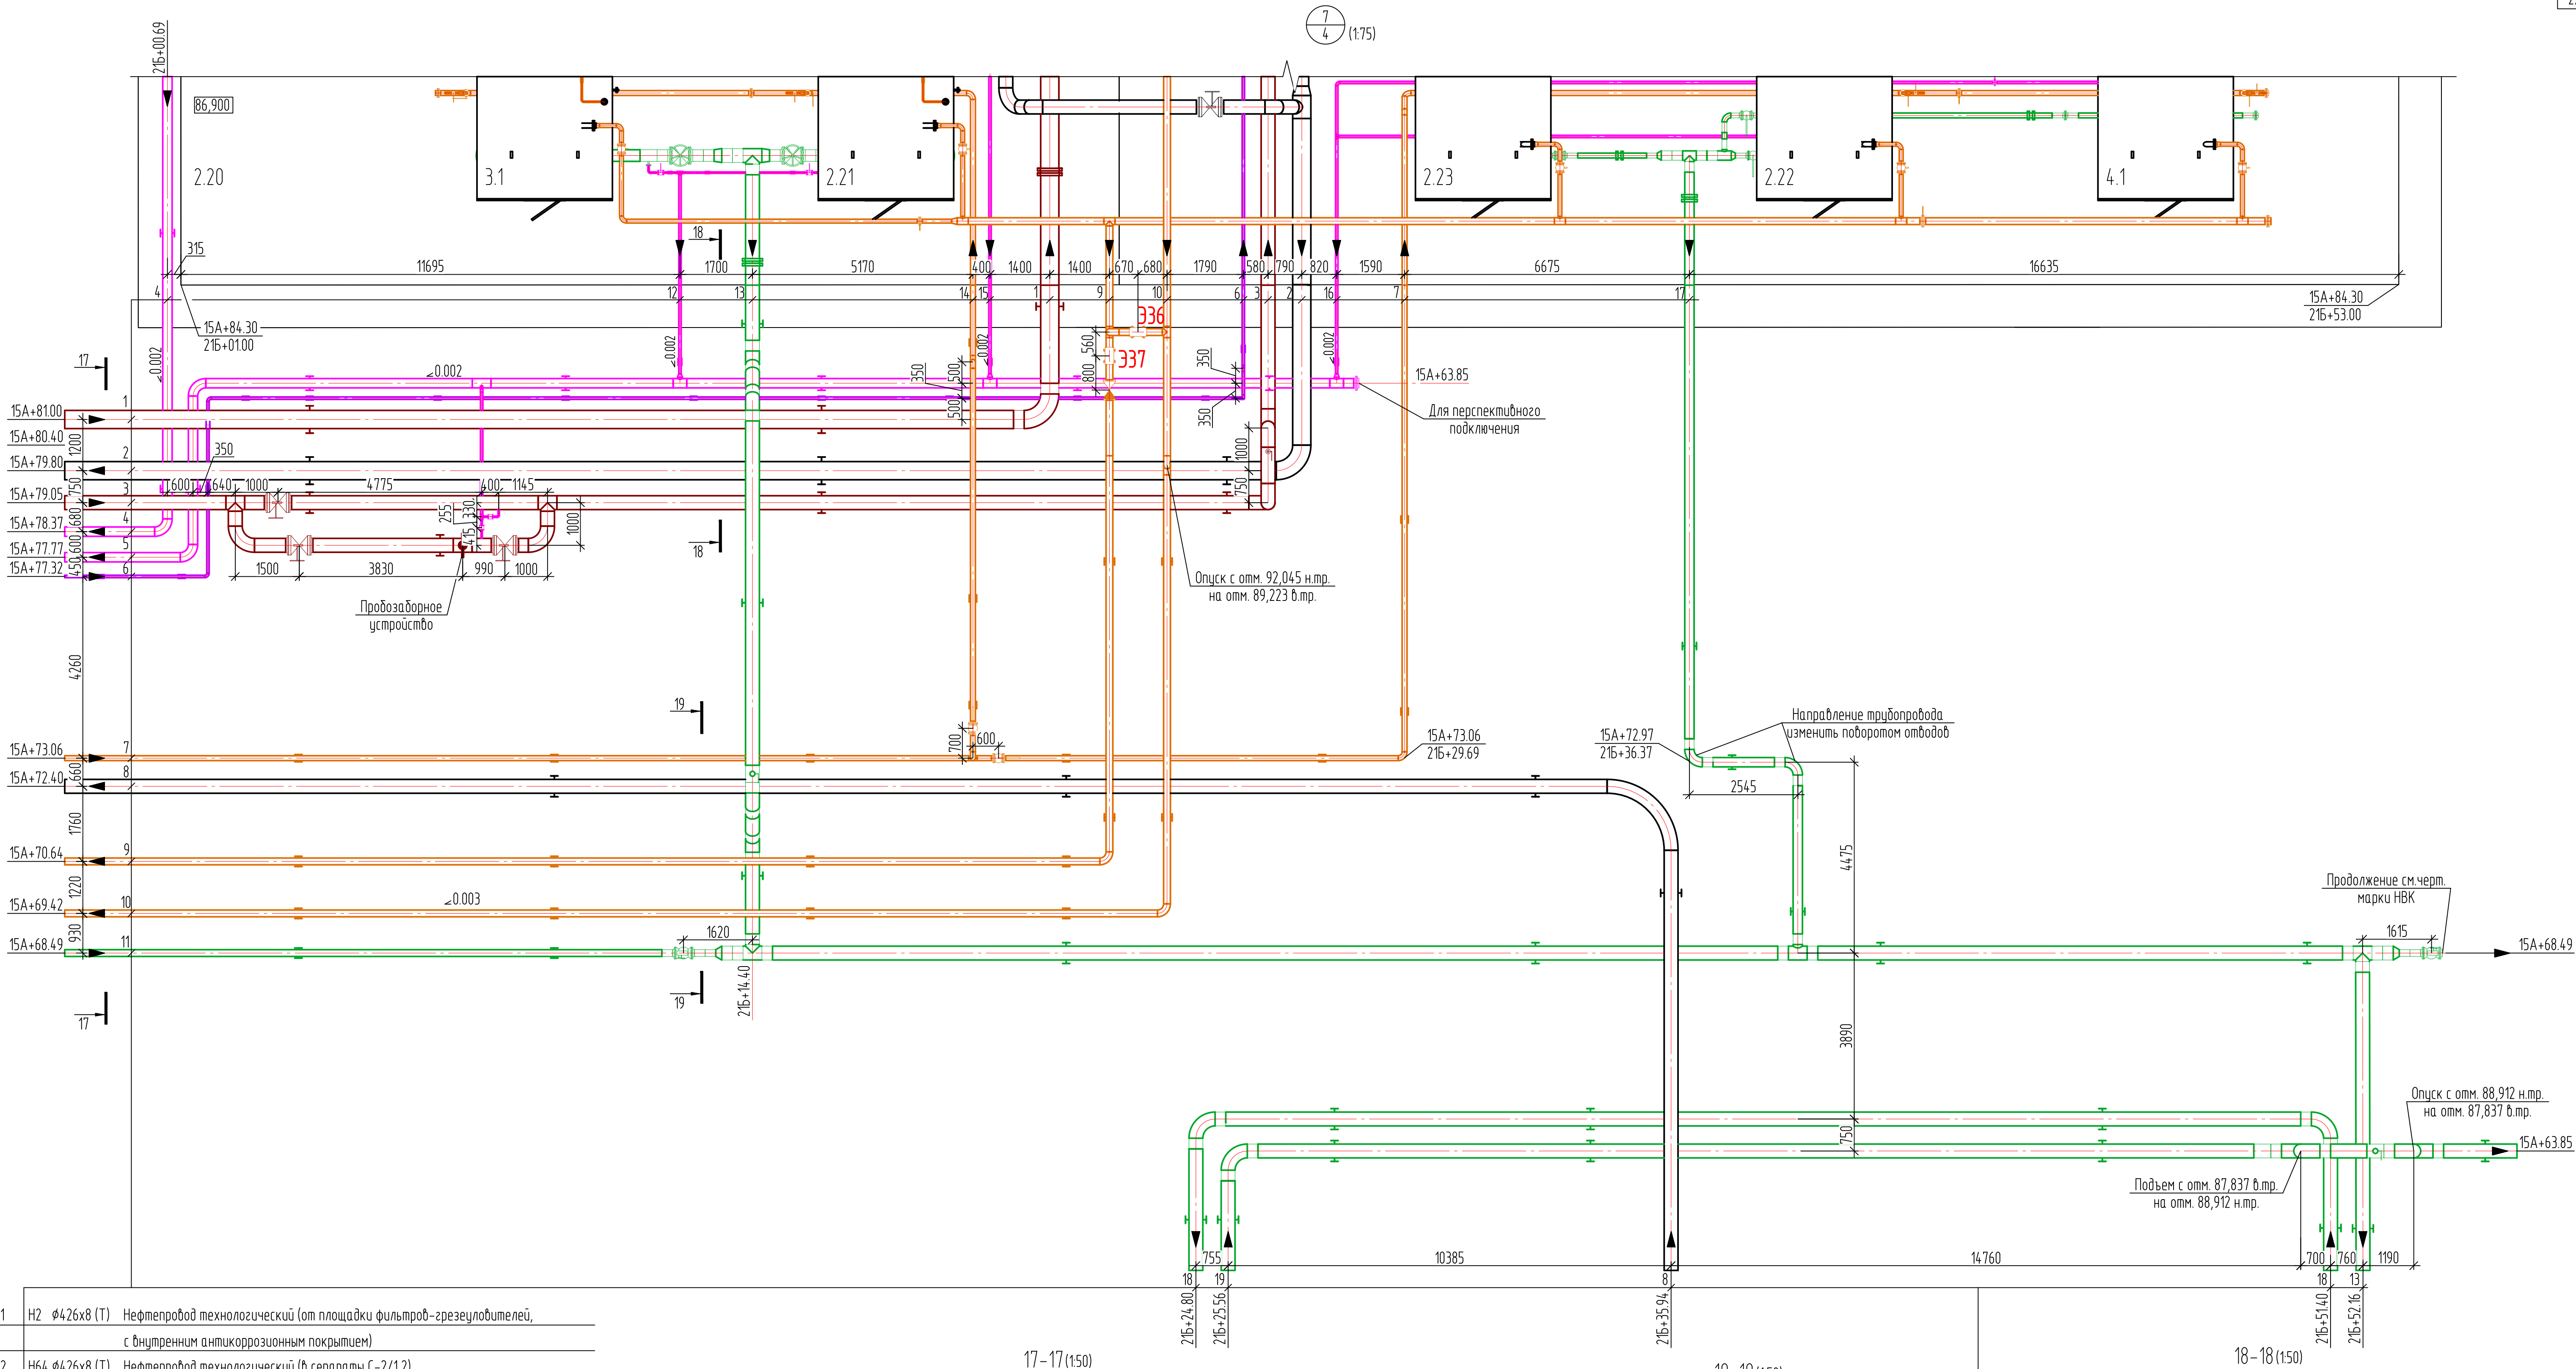 7
4
(1:75)
21Б+00.69
86,900
2.20
3.1
2.21
2.23
2.22
4.1
315
11695
1700
5170
400
1400
1400
670
680
1790
580
790
820
1590
6675
16635
18
4
12
13
14
15
1
9
10
6
3
2
16
7
17
15А+84.30
21Б+01.00
15А+84.30
21Б+53.00
Э36
Э37
560
800
350
500
500
350
350
∠0.002
∠0.002
∠0.002
∠0.002
∠0.002
17
15А+63.85
Для перспективного
подключения
15А+81.00
1
1200
15А+80.40
15А+79.80
2
350
750
15А+79.05
3
600
640
1000
4775
400
1145
1000
750
680
15А+78.37
4
255
330
415
1000
600
15А+77.77
5
450
15А+77.32
6
1500
3830
990
1000
18
Пробозаборное
устройство
Опуск с отм. 92,045 н.тр.
на отм. 89,223 в.тр.
4260
19
700
600
15А+73.06
7
660
15А+72.40
8
15А+73.06
21Б+29.69
15А+72.97
21Б+36.37
Направление трубопровода
изменить поворотом отводов
2545
1760
4475
15А+70.64
9
1220
15А+69.42
10
∠0.003
930
15А+68.49
11
1620
21Б+14.40
19
17
Продолжение см.черт.
марки НВК
1615
15А+68.49
3890
750
Опуск с отм. 88,912 н.тр.
на отм. 87,837 в.тр.
15А+63.85
Подъем с отм. 87,837 в.тр.
на отм. 88,912 н.тр.
755
10385
14760
700
760
1190
18
19
8
18
13
21Б+24.80
21Б+25.56
21Б+35.94
21Б+51.40
21Б+52.16
1 Н2 ⌀426х8 (Т) Нефтепровод технологический (от площадки фильтров-грезеуловителей,
с внутренним антикоррозионным покрытием)
2 Н64 ⌀426х8 (Т) Нефтепровод технологический (в сепараты С-2/1,2)
17-17 (1:50)
18-18 (1:50)